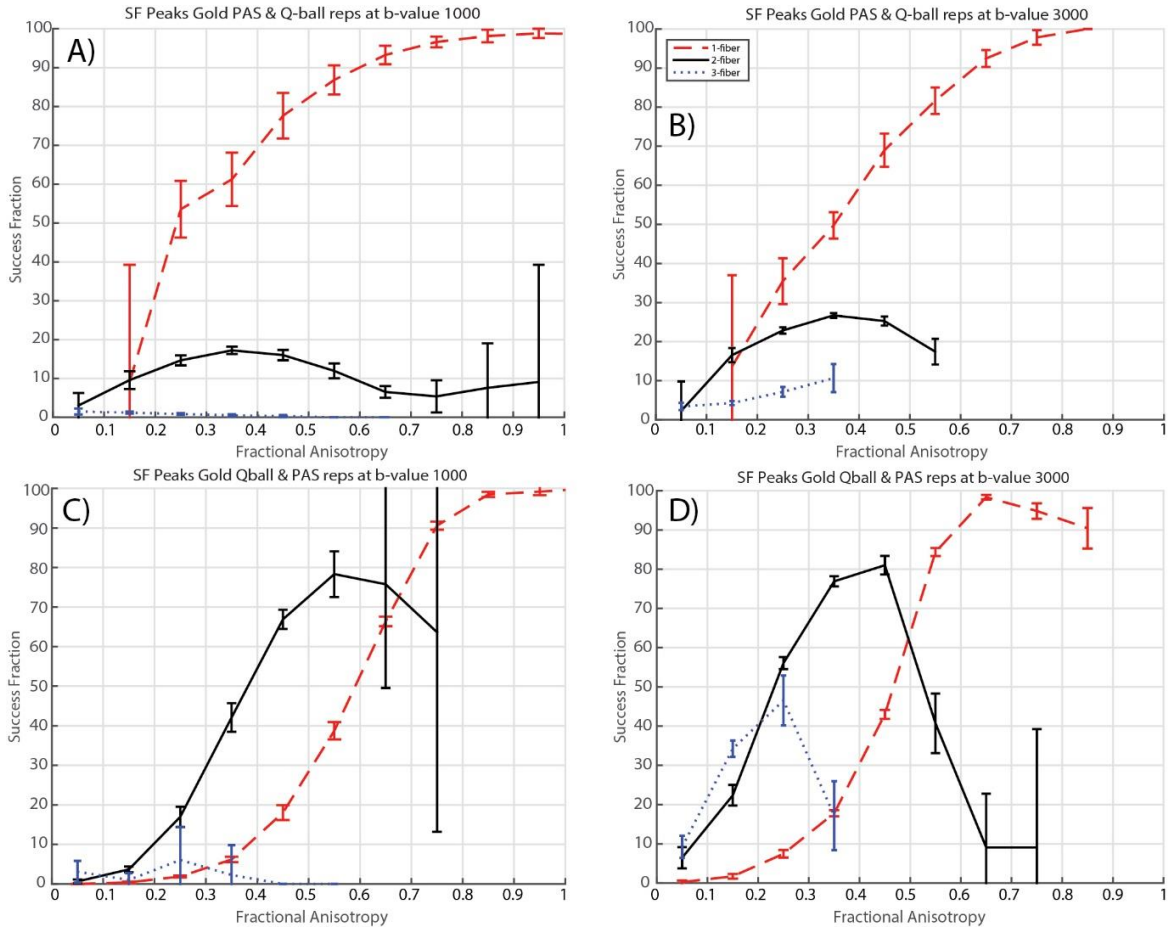 SF Peaks Gold PAS & Q-ball reps at b-value 1000
A)
100
90
80
70
60
50
40
30
20
10
0
Success Fraction
0 0.1 0.2 0.3 0.4 0.5 0.6 0.7 0.8 0.9 1
Fractional Anisotropy
SF Peaks Gold PAS & Q-ball reps at b-value 3000
B)
1-fiber
2-fiber
3-fiber
100
90
80
70
60
50
40
30
20
10
0
Success Fraction
0 0.1 0.2 0.3 0.4 0.5 0.6 0.7 0.8 0.9 1
Fractional Anisotropy
SF Peaks Gold Qball & PAS reps at b-value 1000
C)
100
90
80
70
60
50
40
30
20
10
0
Success Fraction
0 0.1 0.2 0.3 0.4 0.5 0.6 0.7 0.8 0.9 1
Fractional Anisotropy
SF Peaks Gold Qball & PAS reps at b-value 3000
D)
100
90
80
70
60
50
40
30
20
10
0
Success Fraction
0 0.1 0.2 0.3 0.4 0.5 0.6 0.7 0.8 0.9 1
Fractional Anisotropy